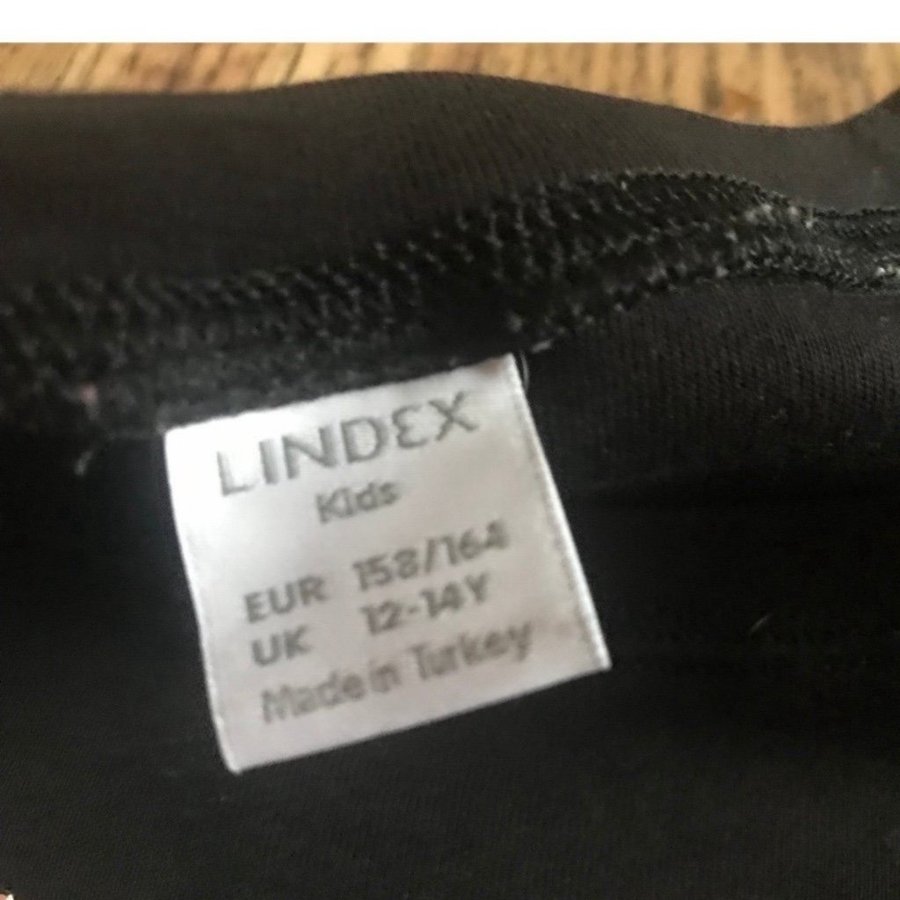 LINDEX
Kids
EUR 158/164
UK 12-14Y
Made in Turkey